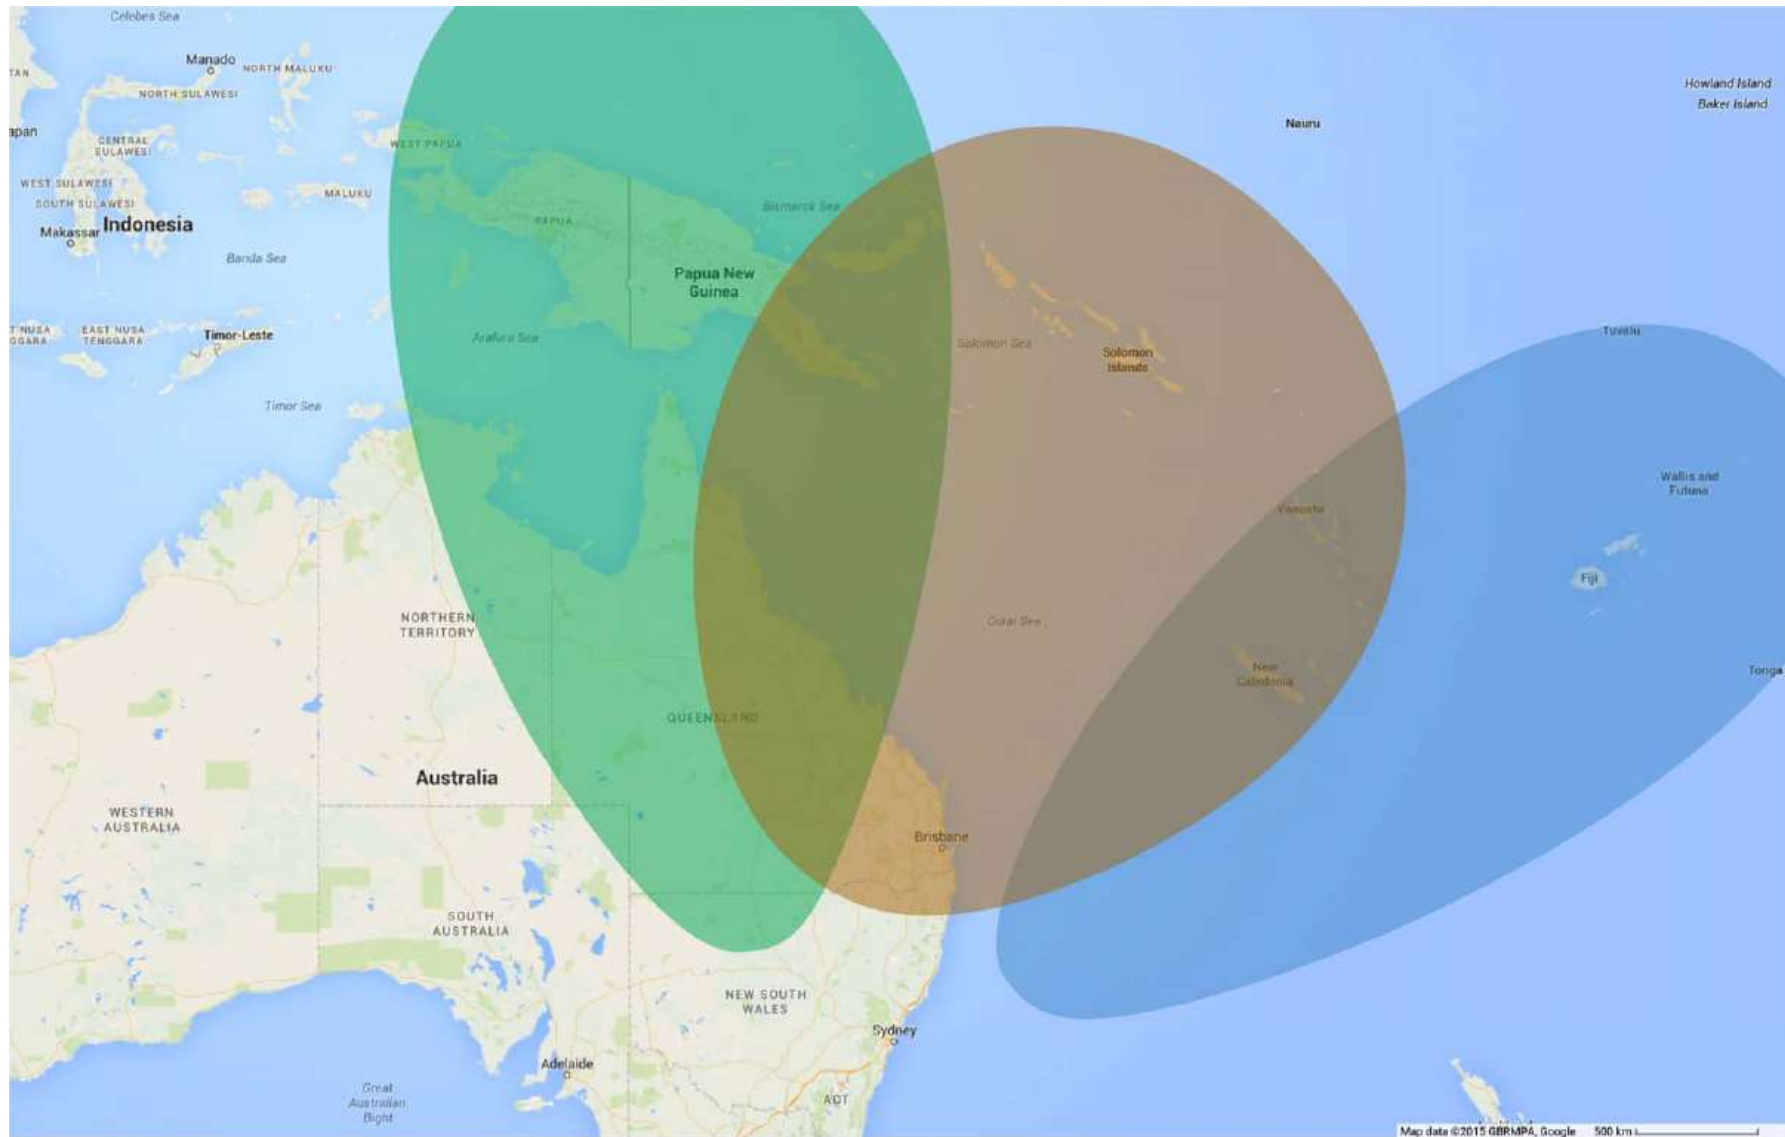 Celebes Sea
Manado
NORTH MALUKU
TAN
NORTH SULAWESI
Howland Island
Baker Island
Nauru
apan
CENTRAL
SULAWESI
WEST PAPUA
WEST SULAWESI
SOUTH SULAWESI
MALUKU
Makassar
Indonesia
PAPUA
Bismarck Sea
Banda Sea
Papua New
Guinea
T NUSA
GGARA
EAST NUSA
TENGGARA
Timor-Leste
Arafura Sea
Solomon Sea
Solomon
Islands
Tuvalu
Timor Sea
Wallis and
Futuna
Vanuatu
Fiji
NORTHERN
TERRITORY
Coral Sea
New
Caledonia
Tonga
QUEENSLAND
Australia
WESTERN
AUSTRALIA
Brisbane
SOUTH
AUSTRALIA
NEW SOUTH
WALES
Sydney
Adelaide
ACT
Great
Australian
Bight
Map data ©2015 GBRMPA, Google 500 km